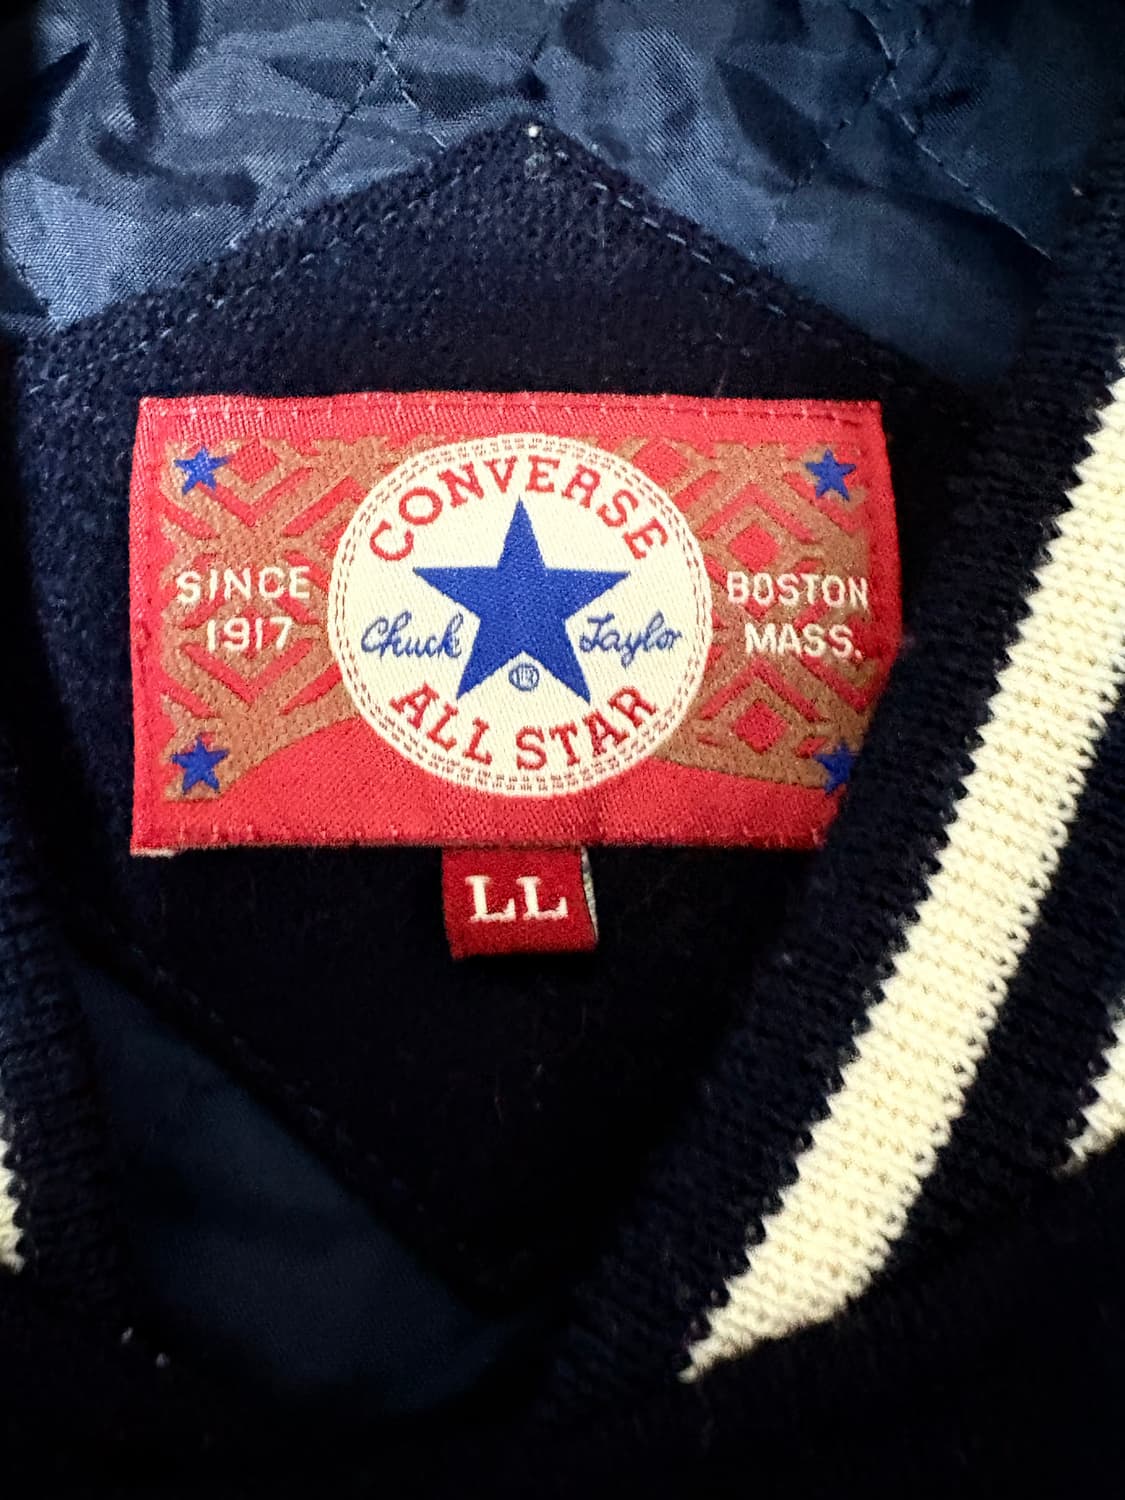 CONVERSE
SINCE
1917
Chuck Taylor
BOSTON
MASS.
ALL STAR
®
LL